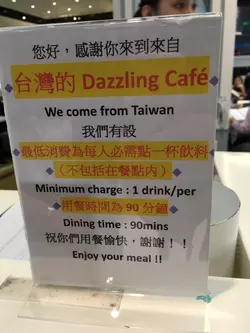 您好，感謝你來到來自
台灣的 Dazzling Café
We come from Taiwan
我們有設
最低消費為每人必需點一杯飲料
（不包括在餐點內）
Minimum charge : 1 drink/per
用餐時間為 90 分鐘
Dining time : 90mins
祝你們用餐愉快，謝謝！！
Enjoy your meal !!